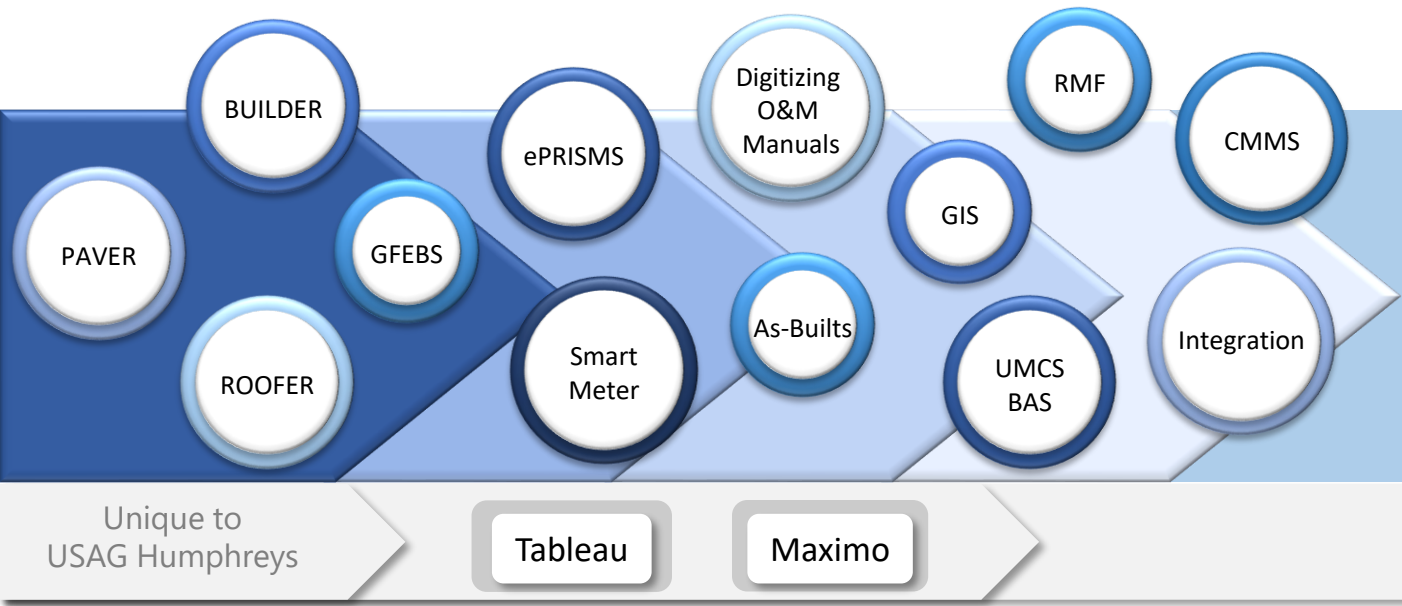 BUILDER
PAVER
ROOFER
GFEBS
ePRISMS
Smart
Meter
Digitizing
O&M
Manuals
As-Builts
GIS
UMCS
BAS
RMF
CMMS
Integration
Unique to
USAG Humphreys
Tableau
Maximo